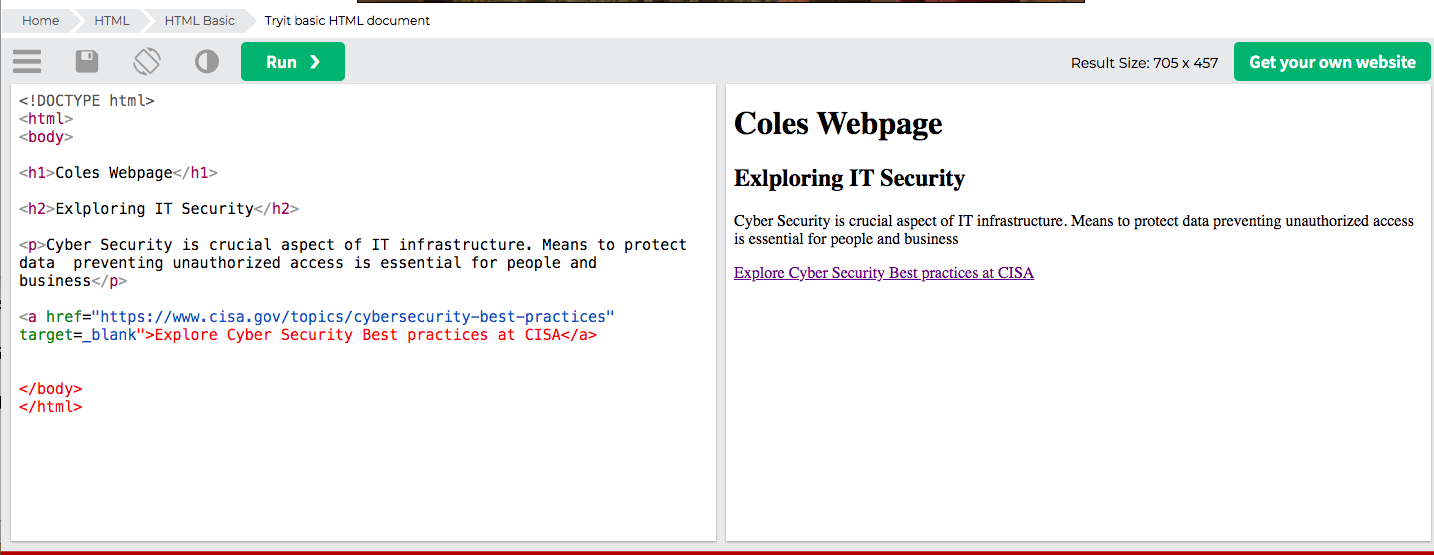 Home HTML HTML Basic Tryit basic HTML document
Run ❯ Result Size: 705 x 457 Get your own website
<!DOCTYPE html>
<html>
<body>
<h1>Coles Webpage</h1>
<h2>Exlploring IT Security</h2>
<p>Cyber Security is crucial aspect of IT infrastructure. Means to protect
data  preventing unauthorized access is essential for people and
business</p>
<a href="https://www.cisa.gov/topics/cybersecurity-best-practices"
target=_blank">Explore Cyber Security Best practices at CISA</a>
</body>
</html>
Coles Webpage
Exlploring IT Security
Cyber Security is crucial aspect of IT infrastructure. Means to protect data preventing unauthorized access
is essential for people and business
Explore Cyber Security Best practices at CISA